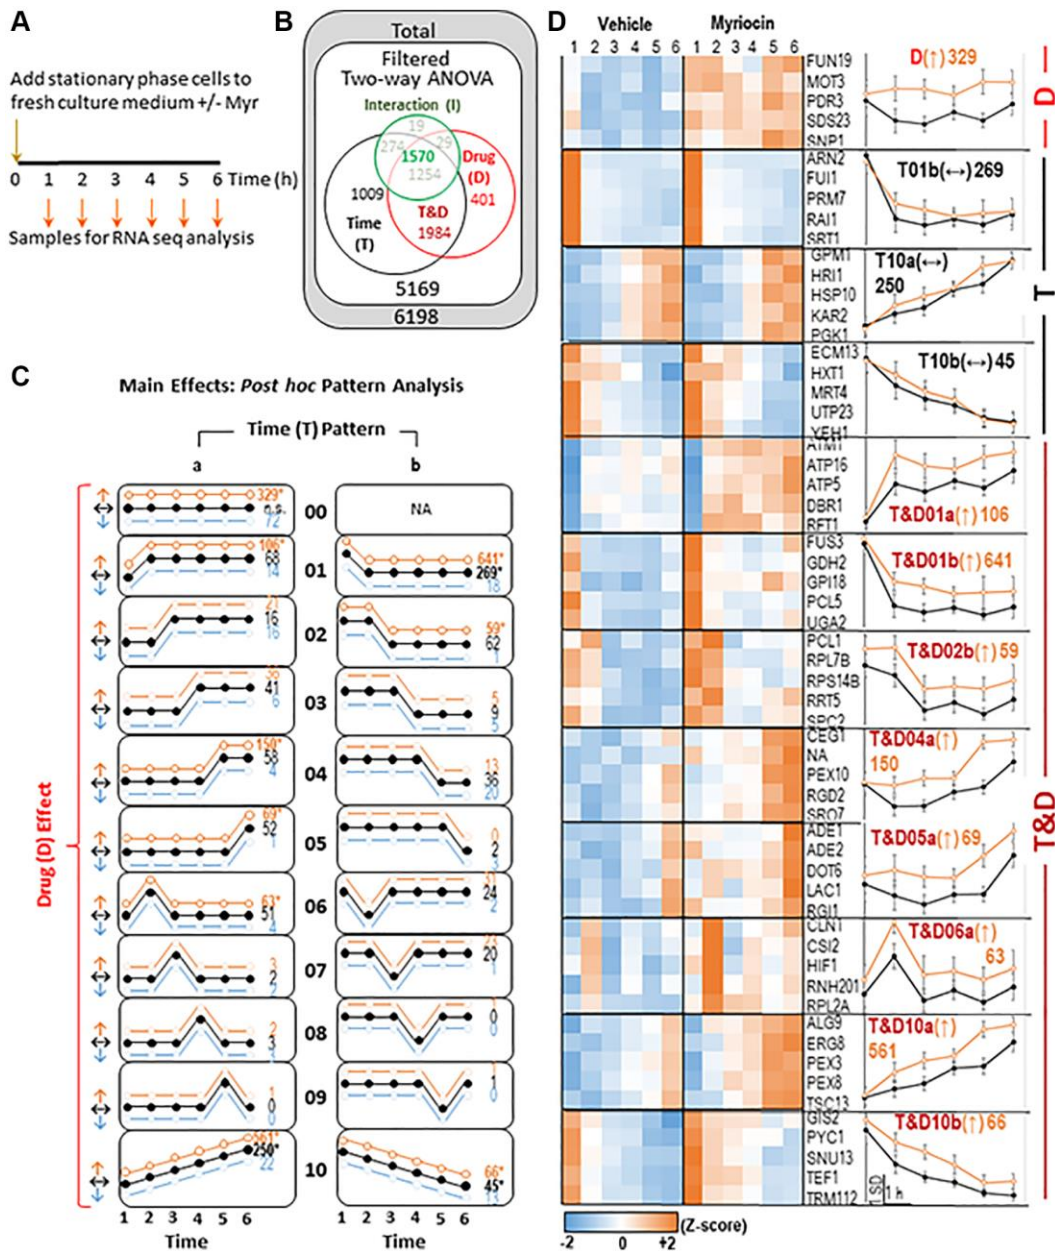 A
Add stationary phase cells to
fresh culture medium +/- Myr
0 1 2 3 4 5 6 Time (h)
Samples for RNA seq analysis
B
Total
Filtered
Two-way ANOVA
Interaction (I)
19
274 29
1570
1254
Drug
(D)
401
1009
Time
(T)
T&D
1984
5169
6198
C
Main Effects: Post hoc Pattern Analysis
Time (T) Pattern
a b
Drug (D) Effect
↑ ↔ ↓
329*
n.s.
72
00
NA
106*
68
14
01
641*
269*
18
21
16
16
02
59*
62
1
41
6
03
5
9
5
150*
58
4
04
13
36
20
69*
52
1
05
0
2
3
63*
51
4
06
24
2
3
2
2
07
23
20
1
2
3
08
0
0
1
0
0
09
1
0
561*
250*
22
10
66*
45*
13
1 2 3 4 5 6
Time
1 2 3 4 5 6
Time
D
Vehicle Myriocin
1 2 3 4 5 6 1 2 3 4 5 6
FUN19
MOT3
PDR3
SDS23
SNP1
D(↑)329
D
ARN2
FUI1
PRM7
RAI1
SRT1
T01b(↔)269
GPM1
HRI1
HSP10
KAR2
PGK1
T10a(↔)
250
T
ECM13
HXT1
MRT4
UTP23
YEH1
T10b(↔)45
ATM1
ATP16
ATP5
DBR1
RFT1
T&D01a(↑)106
FUS3
GDH2
GPI18
PCL5
UGA2
T&D01b(↑)641
PCL1
RPL7B
RPS14B
RRT5
SPC2
T&D02b(↑)59
CEG1
NA
PEX10
RGD2
SRO7
T&D04a(↑)
150
T&D
ADE1
ADE2
DOT6
LAC1
RGI1
T&D05a(↑)69
CLN1
CSI2
HIF1
RNH201
RPL2A
T&D06a(↑)
63
ALG9
ERG8
PEX3
PEX8
TSC13
T&D10a(↑)
561
GIS2
PYC1
SNU13
TEF1
TRM112
T&D10b(↑)66
1 SD
1 h
(Z-score)
-2 0 +2